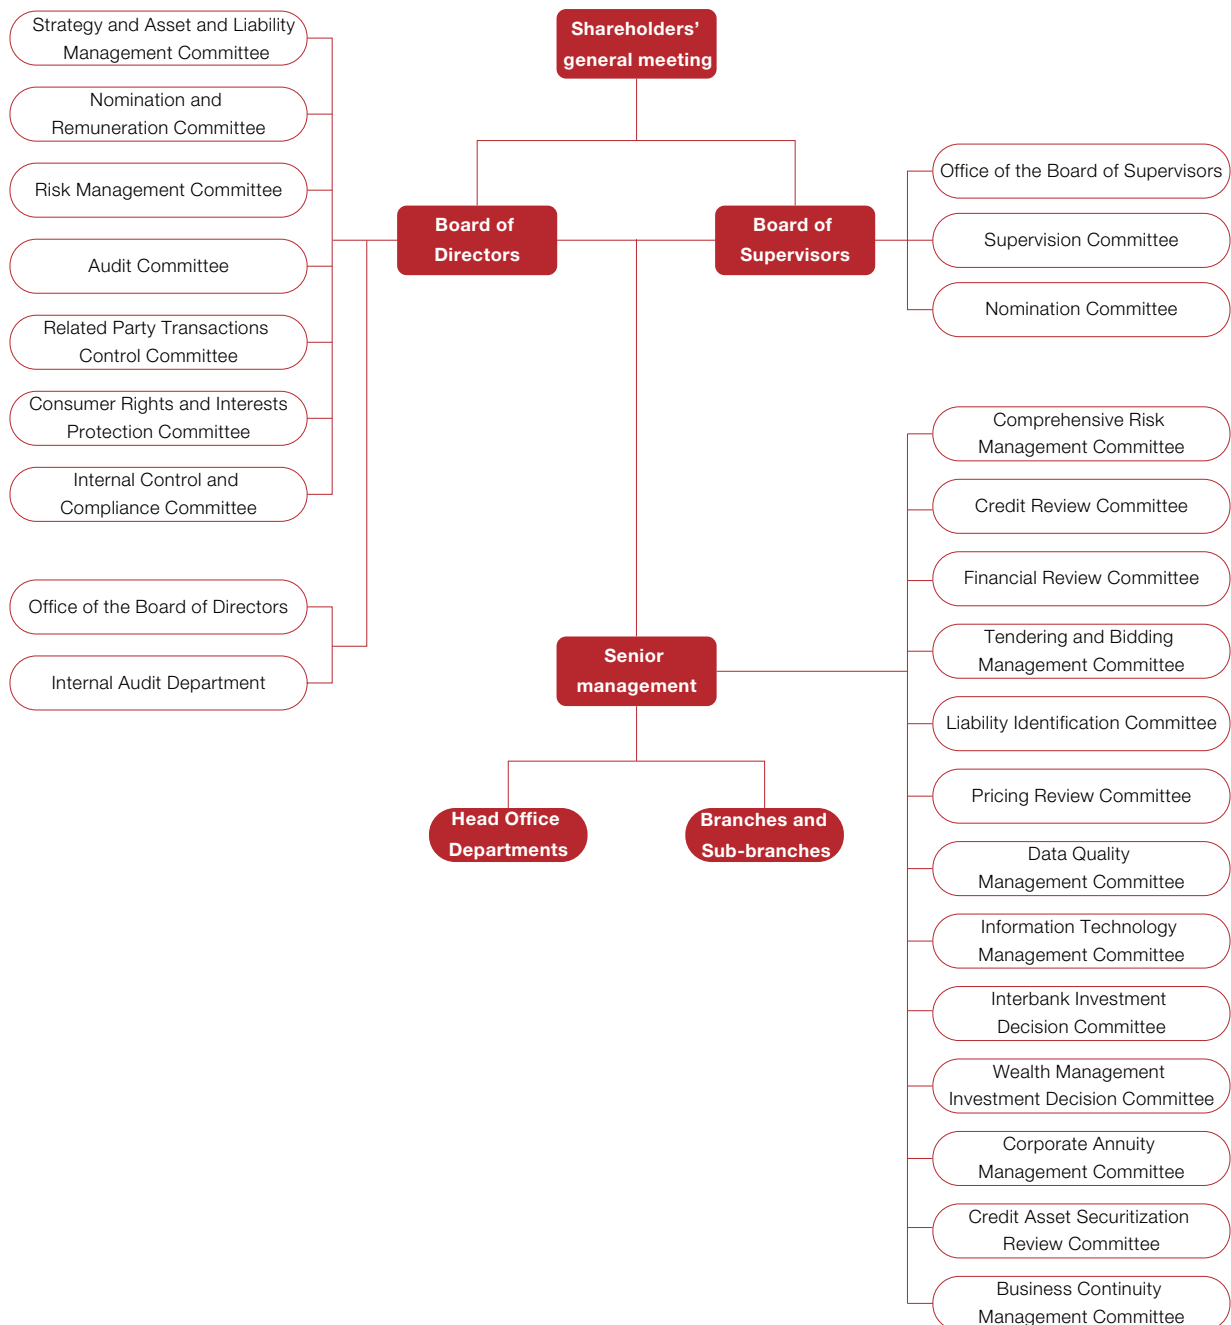 Shareholders'
general meeting
Strategy and Asset and Liability
Management Committee
Nomination and
Remuneration Committee
Risk Management Committee
Audit Committee
Related Party Transactions
Control Committee
Consumer Rights and Interests
Protection Committee
Internal Control and
Compliance Committee
Office of the Board of Directors
Internal Audit Department
Board of
Directors
Board of
Supervisors
Office of the Board of Supervisors
Supervision Committee
Nomination Committee
Senior
management
Head Office
Departments
Branches and
Sub-branches
Comprehensive Risk
Management Committee
Credit Review Committee
Financial Review Committee
Tendering and Bidding
Management Committee
Liability Identification Committee
Pricing Review Committee
Data Quality
Management Committee
Information Technology
Management Committee
Interbank Investment
Decision Committee
Wealth Management
Investment Decision Committee
Corporate Annuity
Management Committee
Credit Asset Securitization
Review Committee
Business Continuity
Management Committee